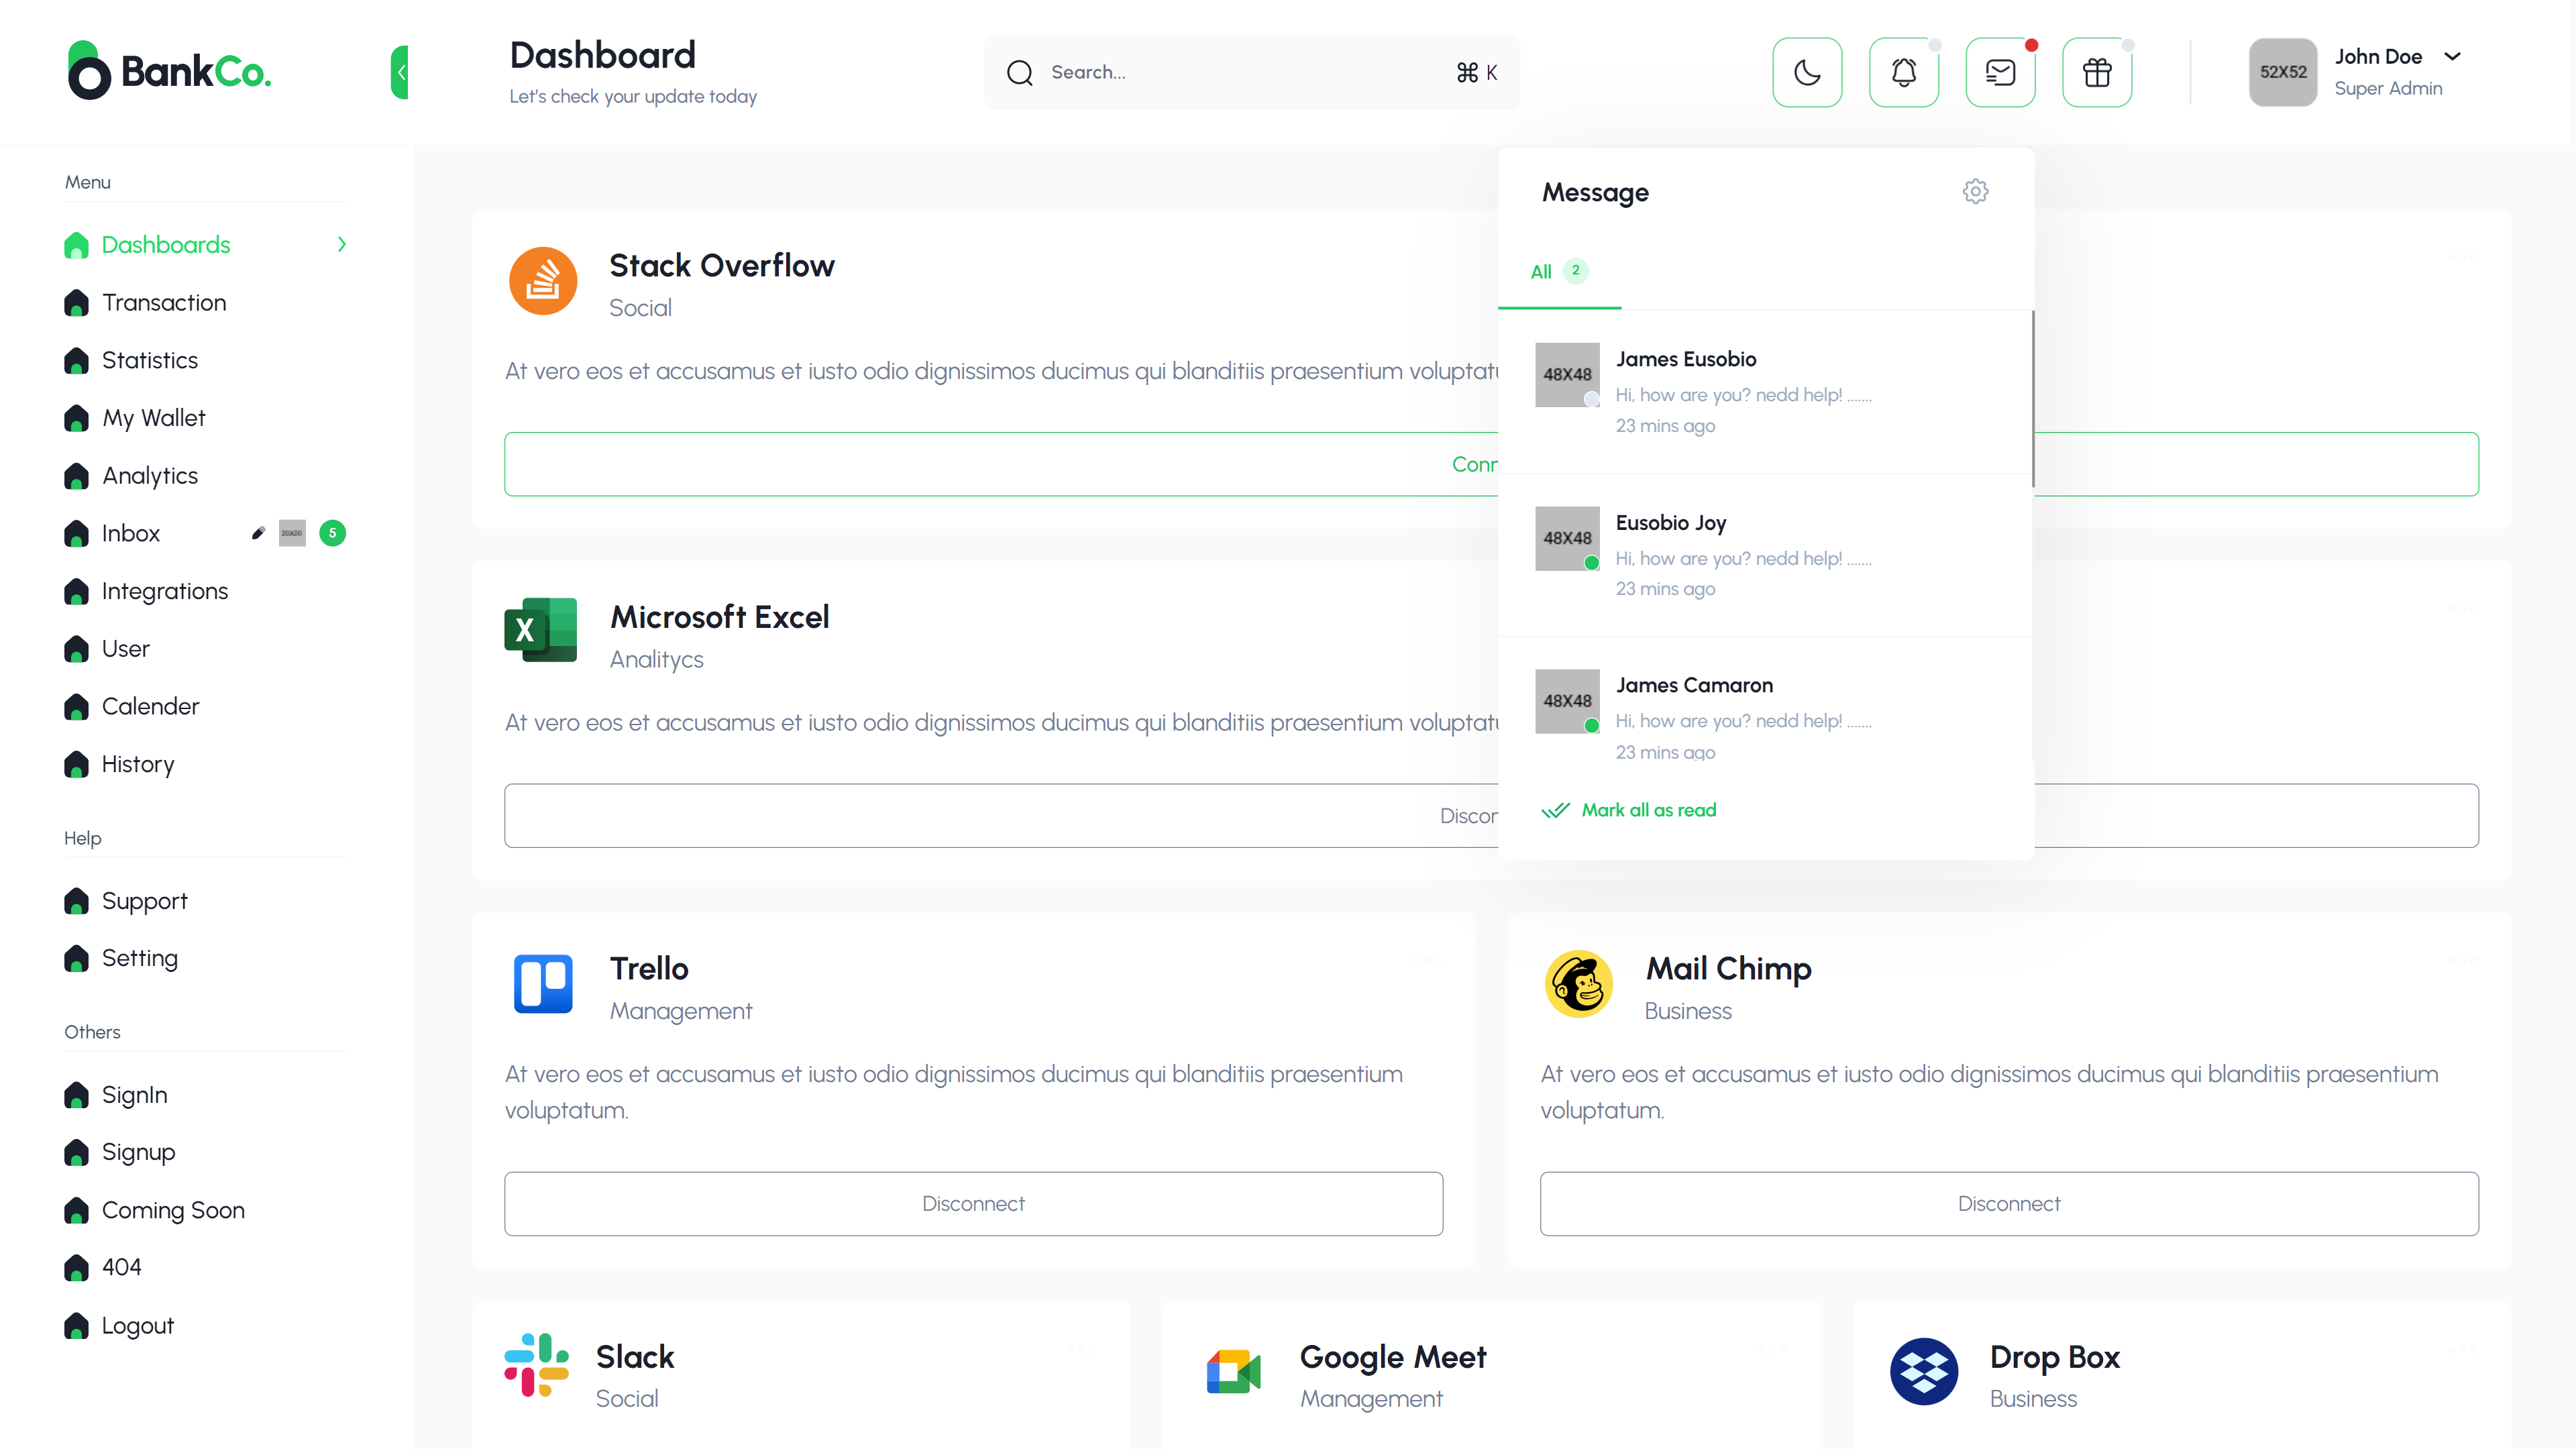 BankCo.
Dashboard
Let's check your update today
Search...
⌘ K
52X52
John Doe
Super Admin
Menu
Dashboards
Transaction
Statistics
My Wallet
Analytics
Inbox
5
Integrations
User
Calender
History
Help
Support
Setting
Others
SignIn
Signup
Coming Soon
404
Logout
Stack Overflow
Social
At vero eos et accusamus et iusto odio dignissimos ducimus qui blanditiis praesentium
Microsoft Excel
Analitycs
At vero eos et accusamus et iusto odio dignissimos ducimus qui blanditiis praesentium
Message
All 2
48X48
James Eusobio
Hi, how are you? nedd help! .......
23 mins ago
48X48
Eusobio Joy
Hi, how are you? nedd help! .......
23 mins ago
48X48
James Camaron
Hi, how are you? nedd help! .......
23 mins ago
Mark all as read
Trello
Management
At vero eos et accusamus et iusto odio dignissimos ducimus qui blanditiis praesentium
voluptatum.
Disconnect
Mail Chimp
Business
At vero eos et accusamus et iusto odio dignissimos ducimus qui blanditiis praesentium
voluptatum.
Disconnect
Slack
Social
Google Meet
Management
Drop Box
Business